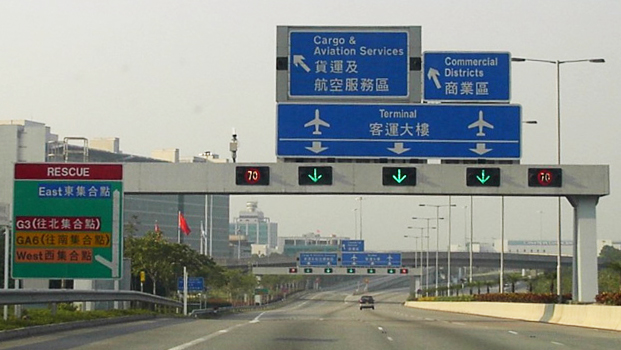 Cargo &
Aviation Services
貨運及
航空服務區
Commercial
Districts
商業區
Terminal
客運大樓
70
70
RESCUE
East東集合點
G3(往北集合點)
GA6(往南集合點)
West西集合點